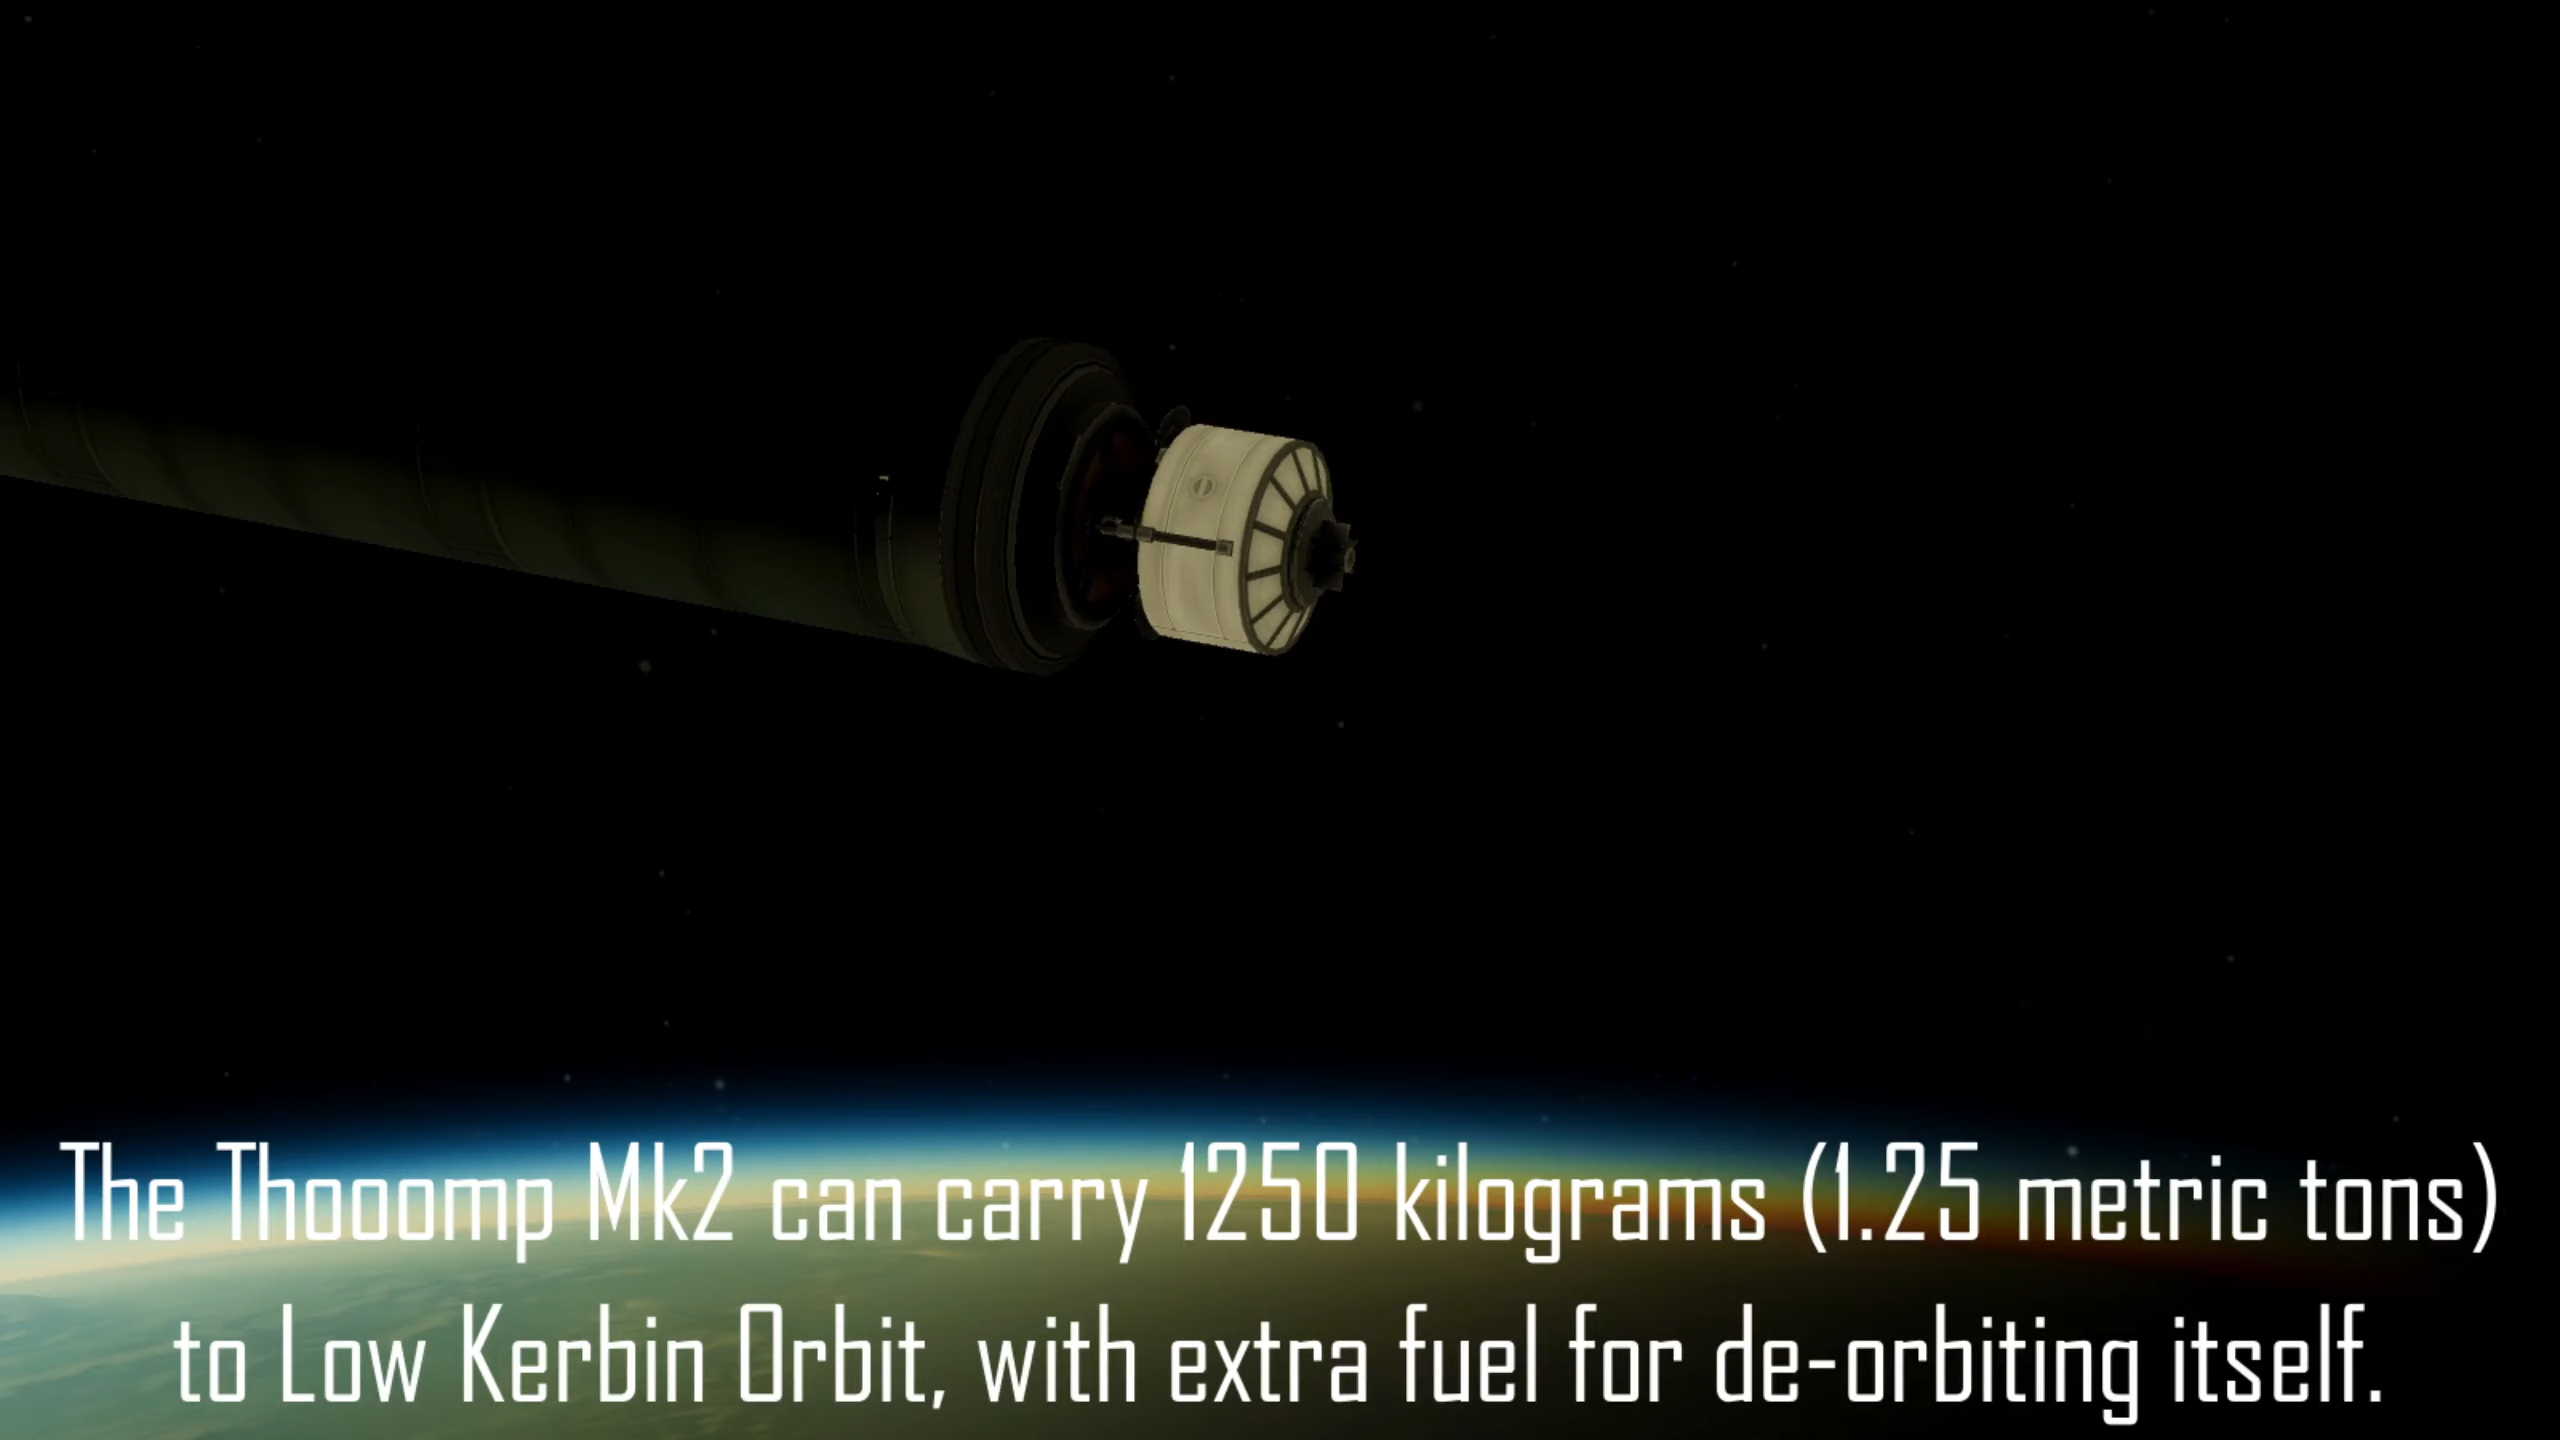 The Thooomp Mk2 can carry 1250 kilograms (1.25 metric tons)
to Low Kerbin Orbit, with extra fuel for de-orbiting itself.